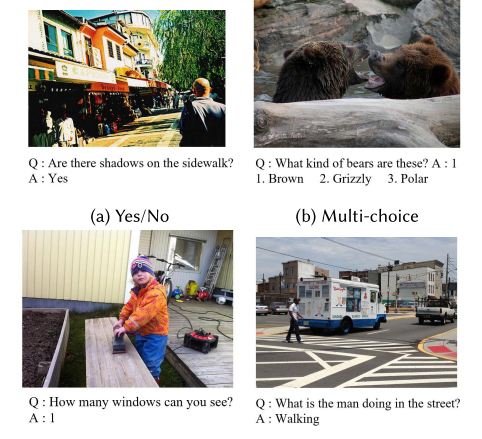 Q : Are there shadows on the sidewalk?
A : Yes
Q : What kind of bears are these? A : 1
1. Brown 2. Grizzly 3. Polar
(a) Yes/No
(b) Multi-choice
Q : How many windows can you see?
A : 1
Q : What is the man doing in the street?
A : Walking